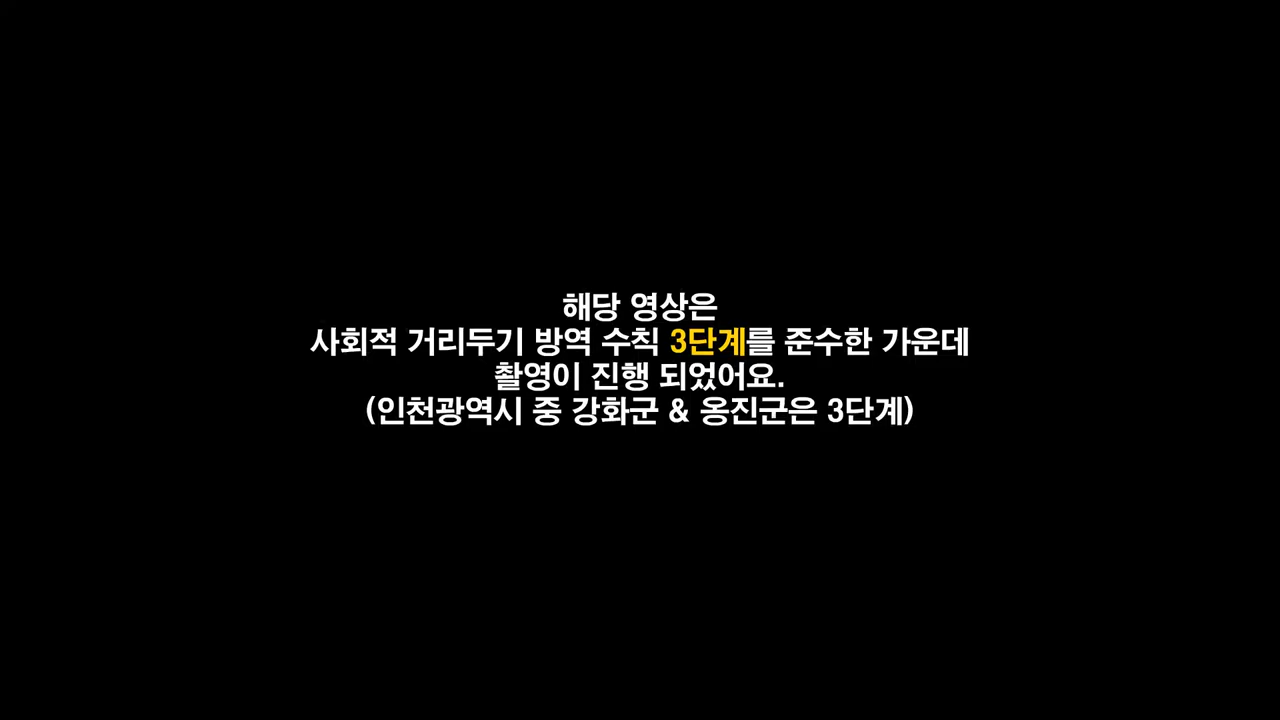 해당 영상은
사회적 거리두기 방역 수칙 3단계를 준수한 가운데
촬영이 진행 되었어요.
(인천광역시 중 강화군 & 옹진군은 3단계)